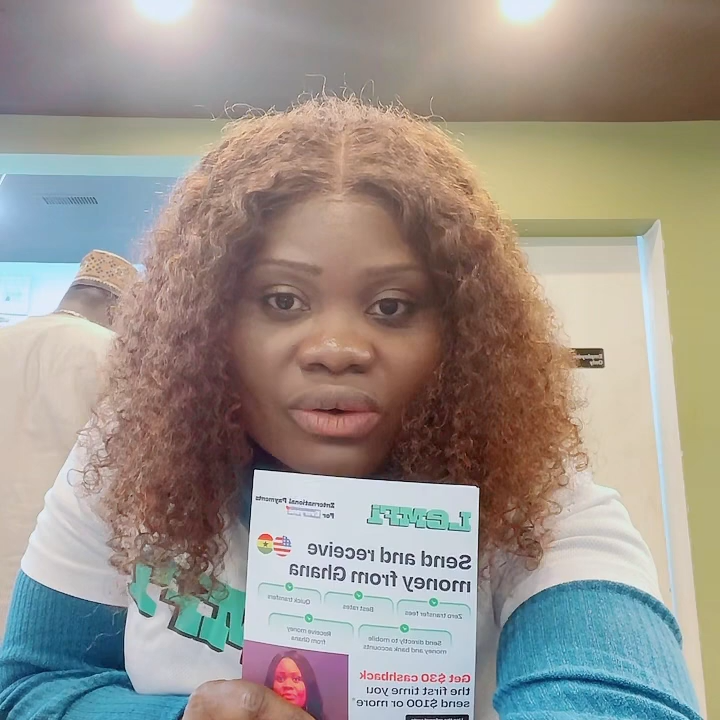 LemFi
International Payments
For
Send and receive
money from Ghana
Zero transfer fees
Best rates
Quick transfers
Send directly to mobile
money and bank accounts
Receive money
from Ghana
Get $30 cashback
the first time you
send $100 or more*
Employees
Only